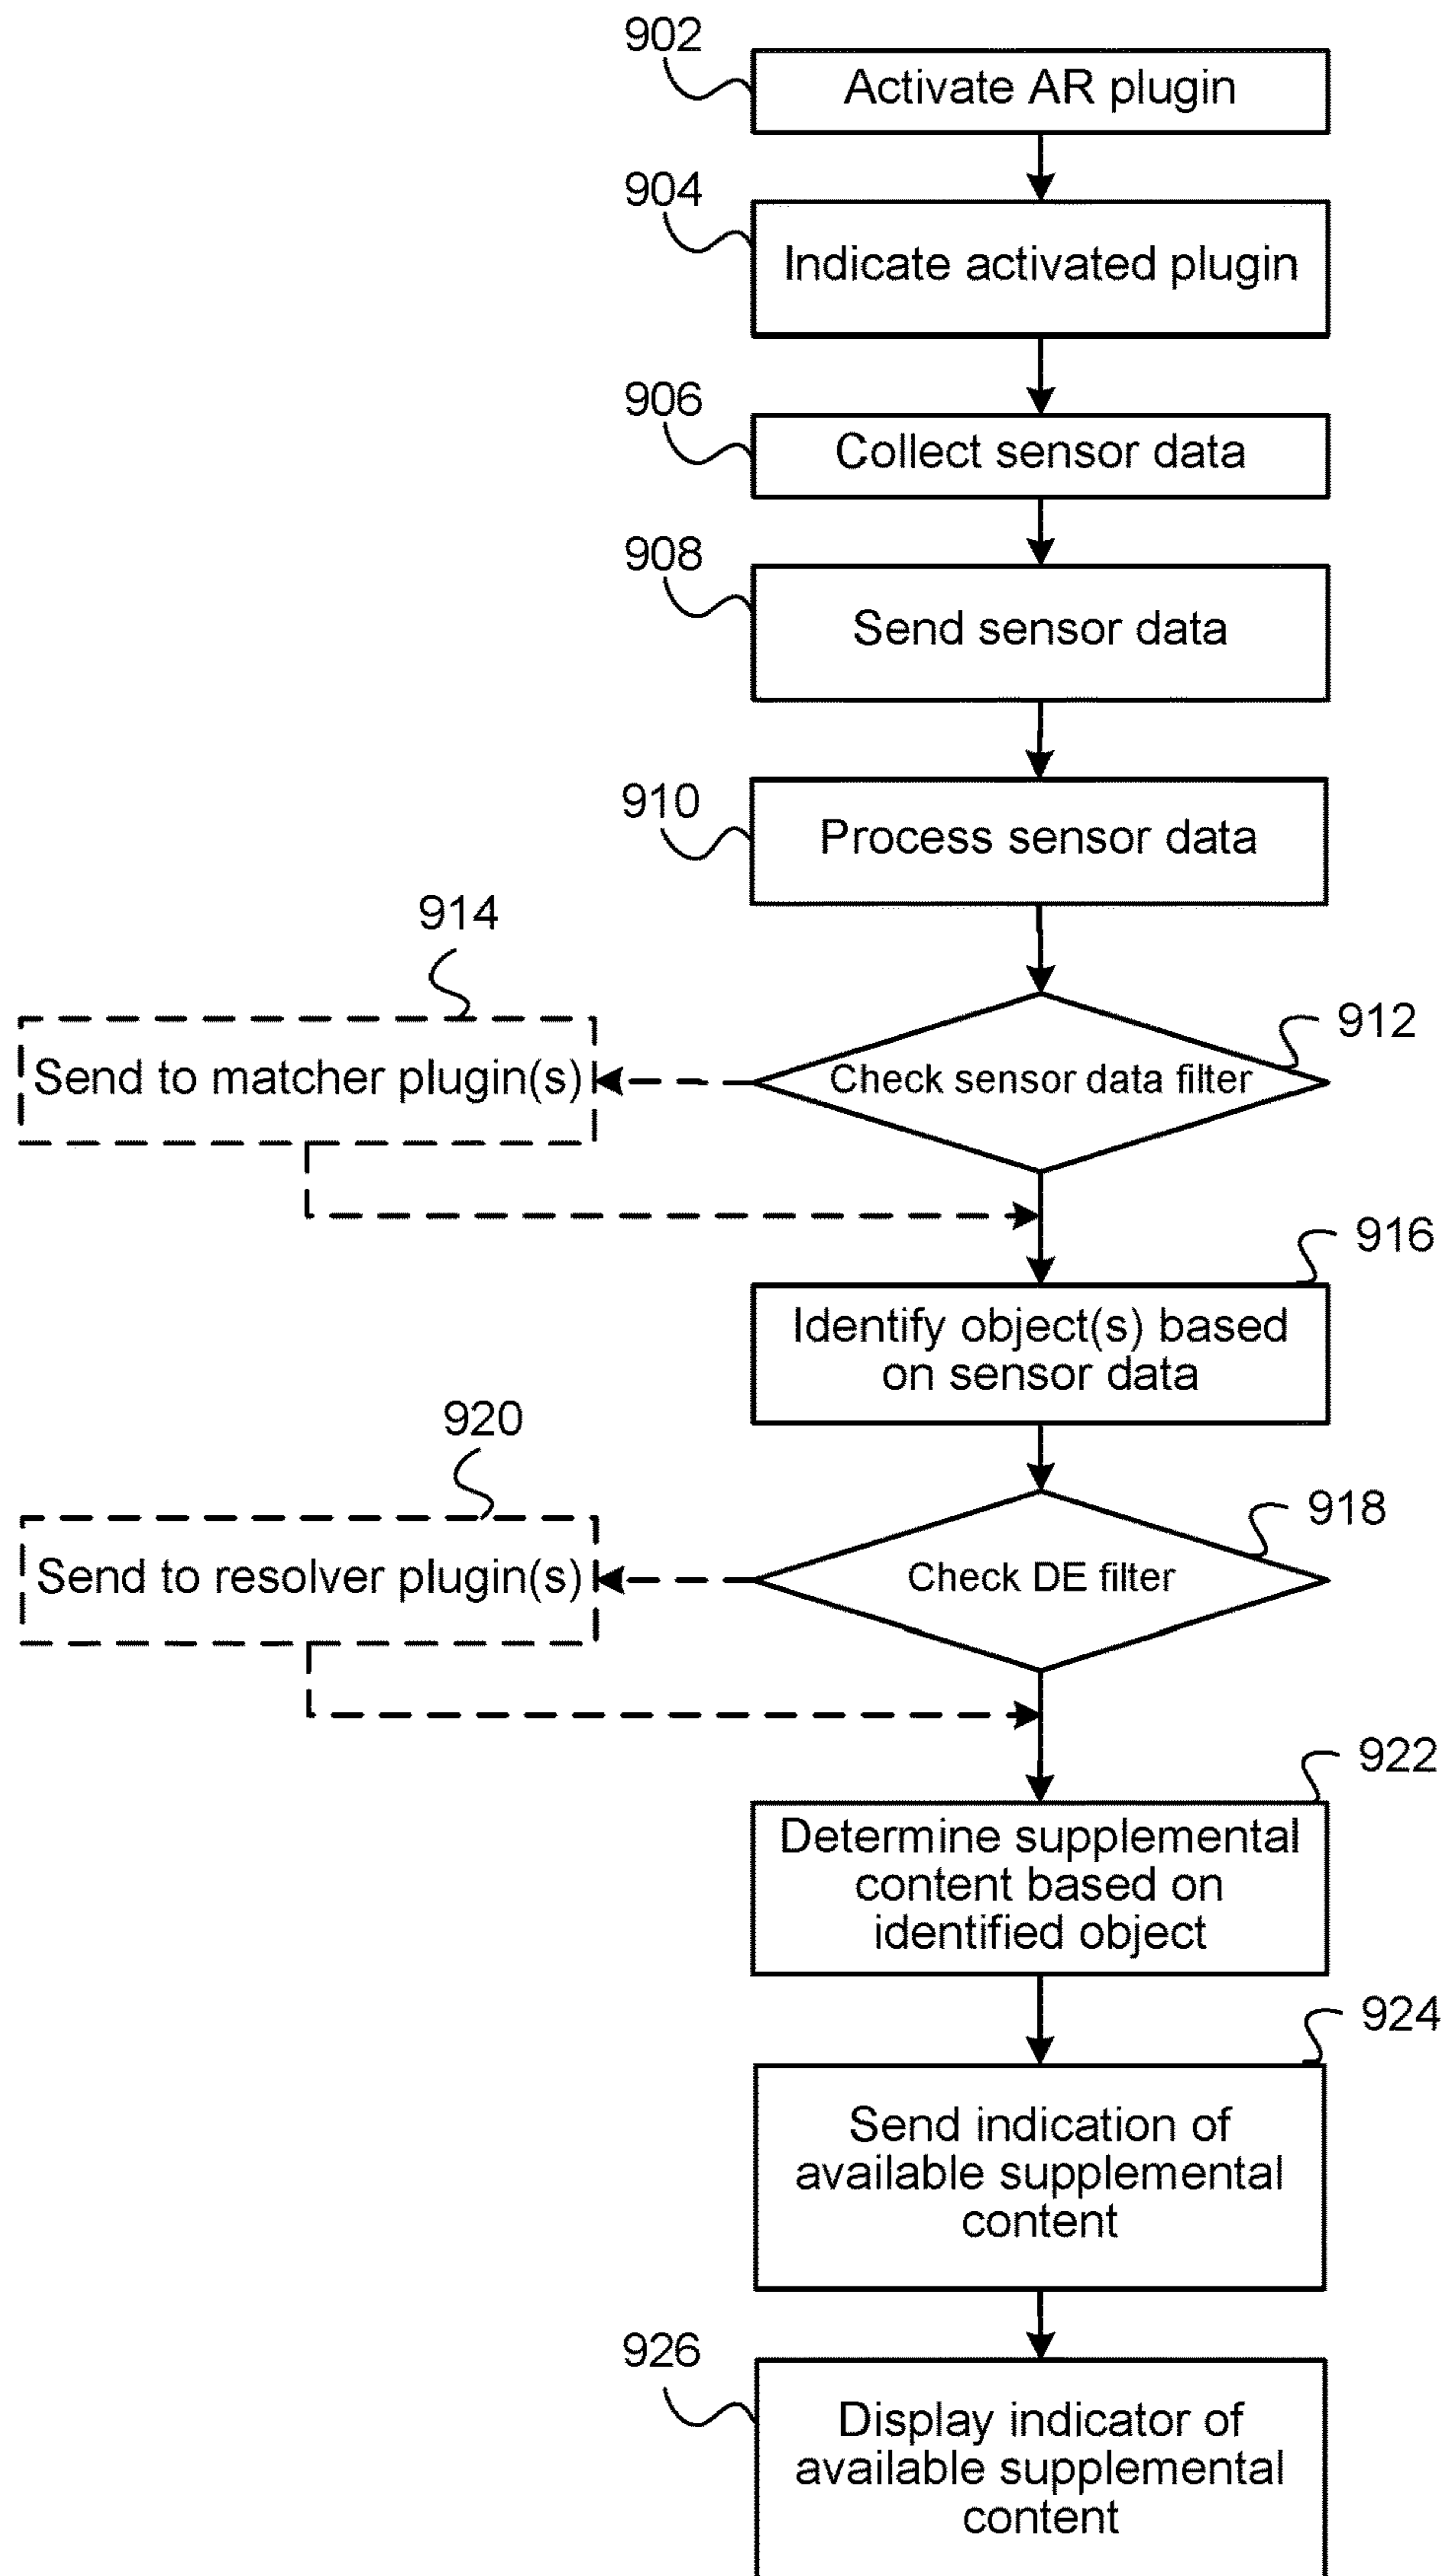 902
Activate AR plugin
904
Indicate activated plugin
906
Collect sensor data
908
Send sensor data
910
Process sensor data
914
912
Send to matcher plugin(s)
Check sensor data filter
916
Identify object(s) based
on sensor data
920
918
Send to resolver plugin(s)
Check DE filter
922
Determine supplemental
content based on
identified object
924
Send indication of
available supplemental
content
926
Display indicator of
available supplemental
content